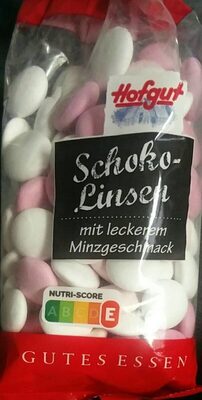 Hofgut
Schoko-
Linsen
mit leckerem
Minzgeschmack
NUTRI-SCORE
A B C D E
GUTES ESSEN